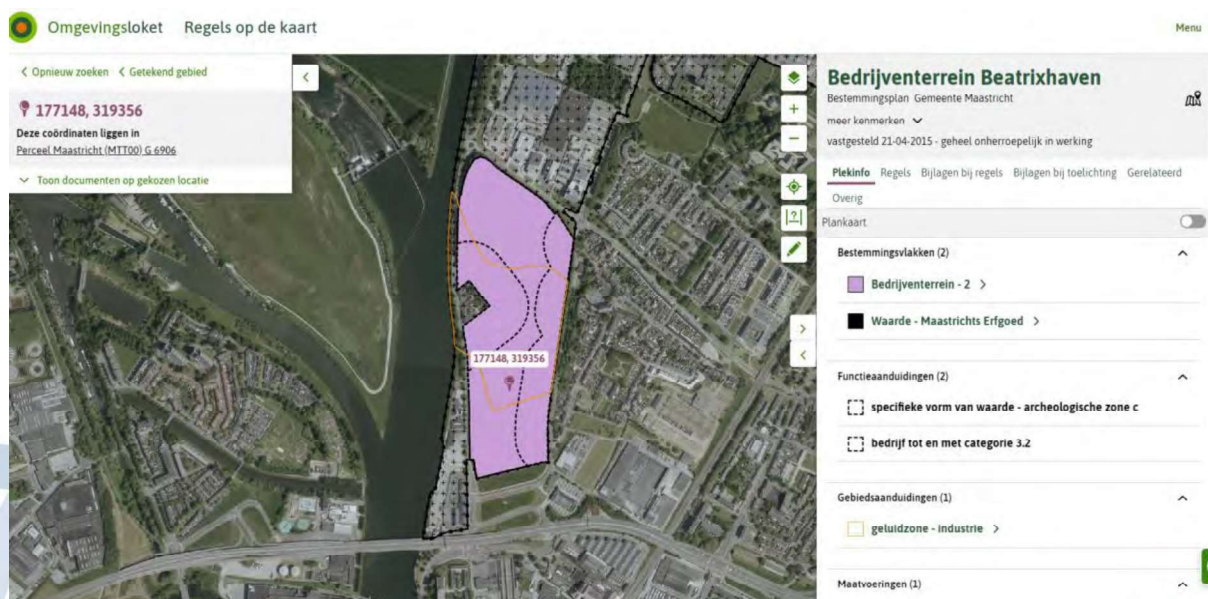 Omgevingsloket Regels op de kaart
Menu
< Opnieuw zoeken < Getekend gebied
177148, 319356
Deze coördinaten liggen in
Perceel Maastricht (MTT00) G 6906
Toon documenten op gekozen locatie
177148, 319356
Bedrijventerrein Beatrixhaven
Bestemmingsplan Gemeente Maastricht
meer kenmerken
vastgesteld 21-04-2015 - geheel onherroepelijk in werking
Plekinfo Regels Bijlagen bij regels Bijlagen bij toelichting Gerelateerd
Overig
Plankaart
Bestemmingsvlakken (2)
Bedrijventerrein - 2 >
Waarde - Maastrichts Erfgoed >
Functieaanduidingen (2)
specifieke vorm van waarde - archeologische zone c
bedrijf tot en met categorie 3.2
Gebiedsaanduidingen (1)
geluidzone - industrie >
Maatvoeringen (1)